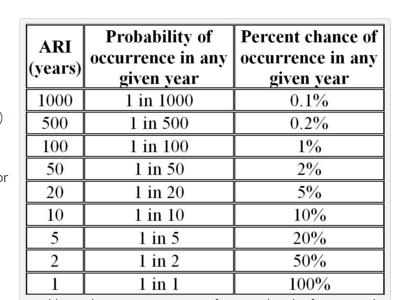 ARI (years) Probability of occurrence in any given year Percent chance of occurrence in any given year
1000 1 in 1000 0.1%
500 1 in 500 0.2%
100 1 in 100 1%
50 1 in 50 2%
20 1 in 20 5%
10 1 in 10 10%
5 1 in 5 20%
2 1 in 2 50%
1 1 in 1 100%
)
or